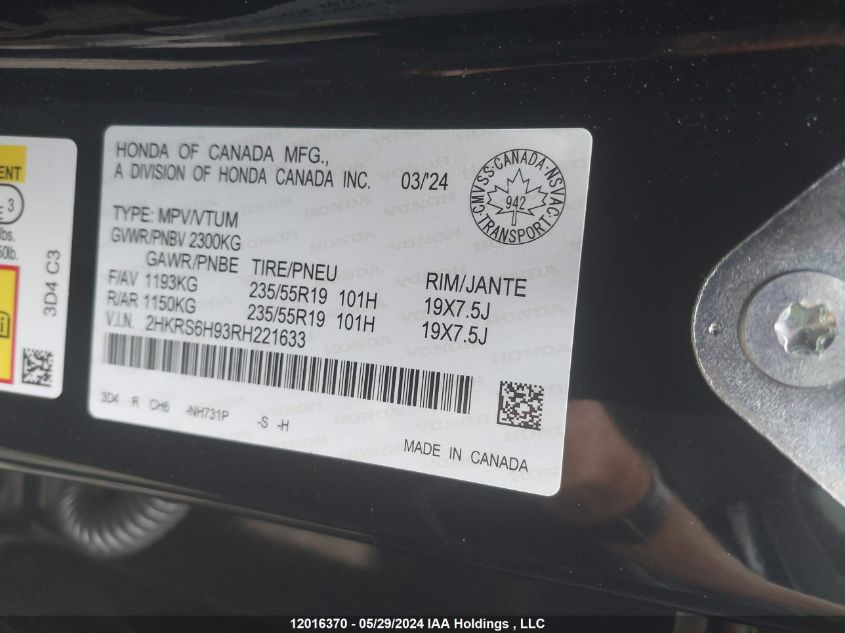 HONDA OF CANADA MFG.,
A DIVISION OF HONDA CANADA INC. 03/'24
CMVSS·CANADA·NSVAC·TRANSPORT·
942
TYPE: MPV/VTUM
GVWR/PNBV 2300KG
GAWR/PNBE TIRE/PNEU RIM/JANTE
F/AV 1193KG 235/55R19 101H 19X7.5J
R/AR 1150KG 235/55R19 101H 19X7.5J
V.I.N. 2HKRS6H93RH221633
3D4 R CH6 -NH731P -S -H
MADE IN CANADA
3
lbs.
3D4 C3
12016370 - 05/29/2024 IAA Holdings , LLC